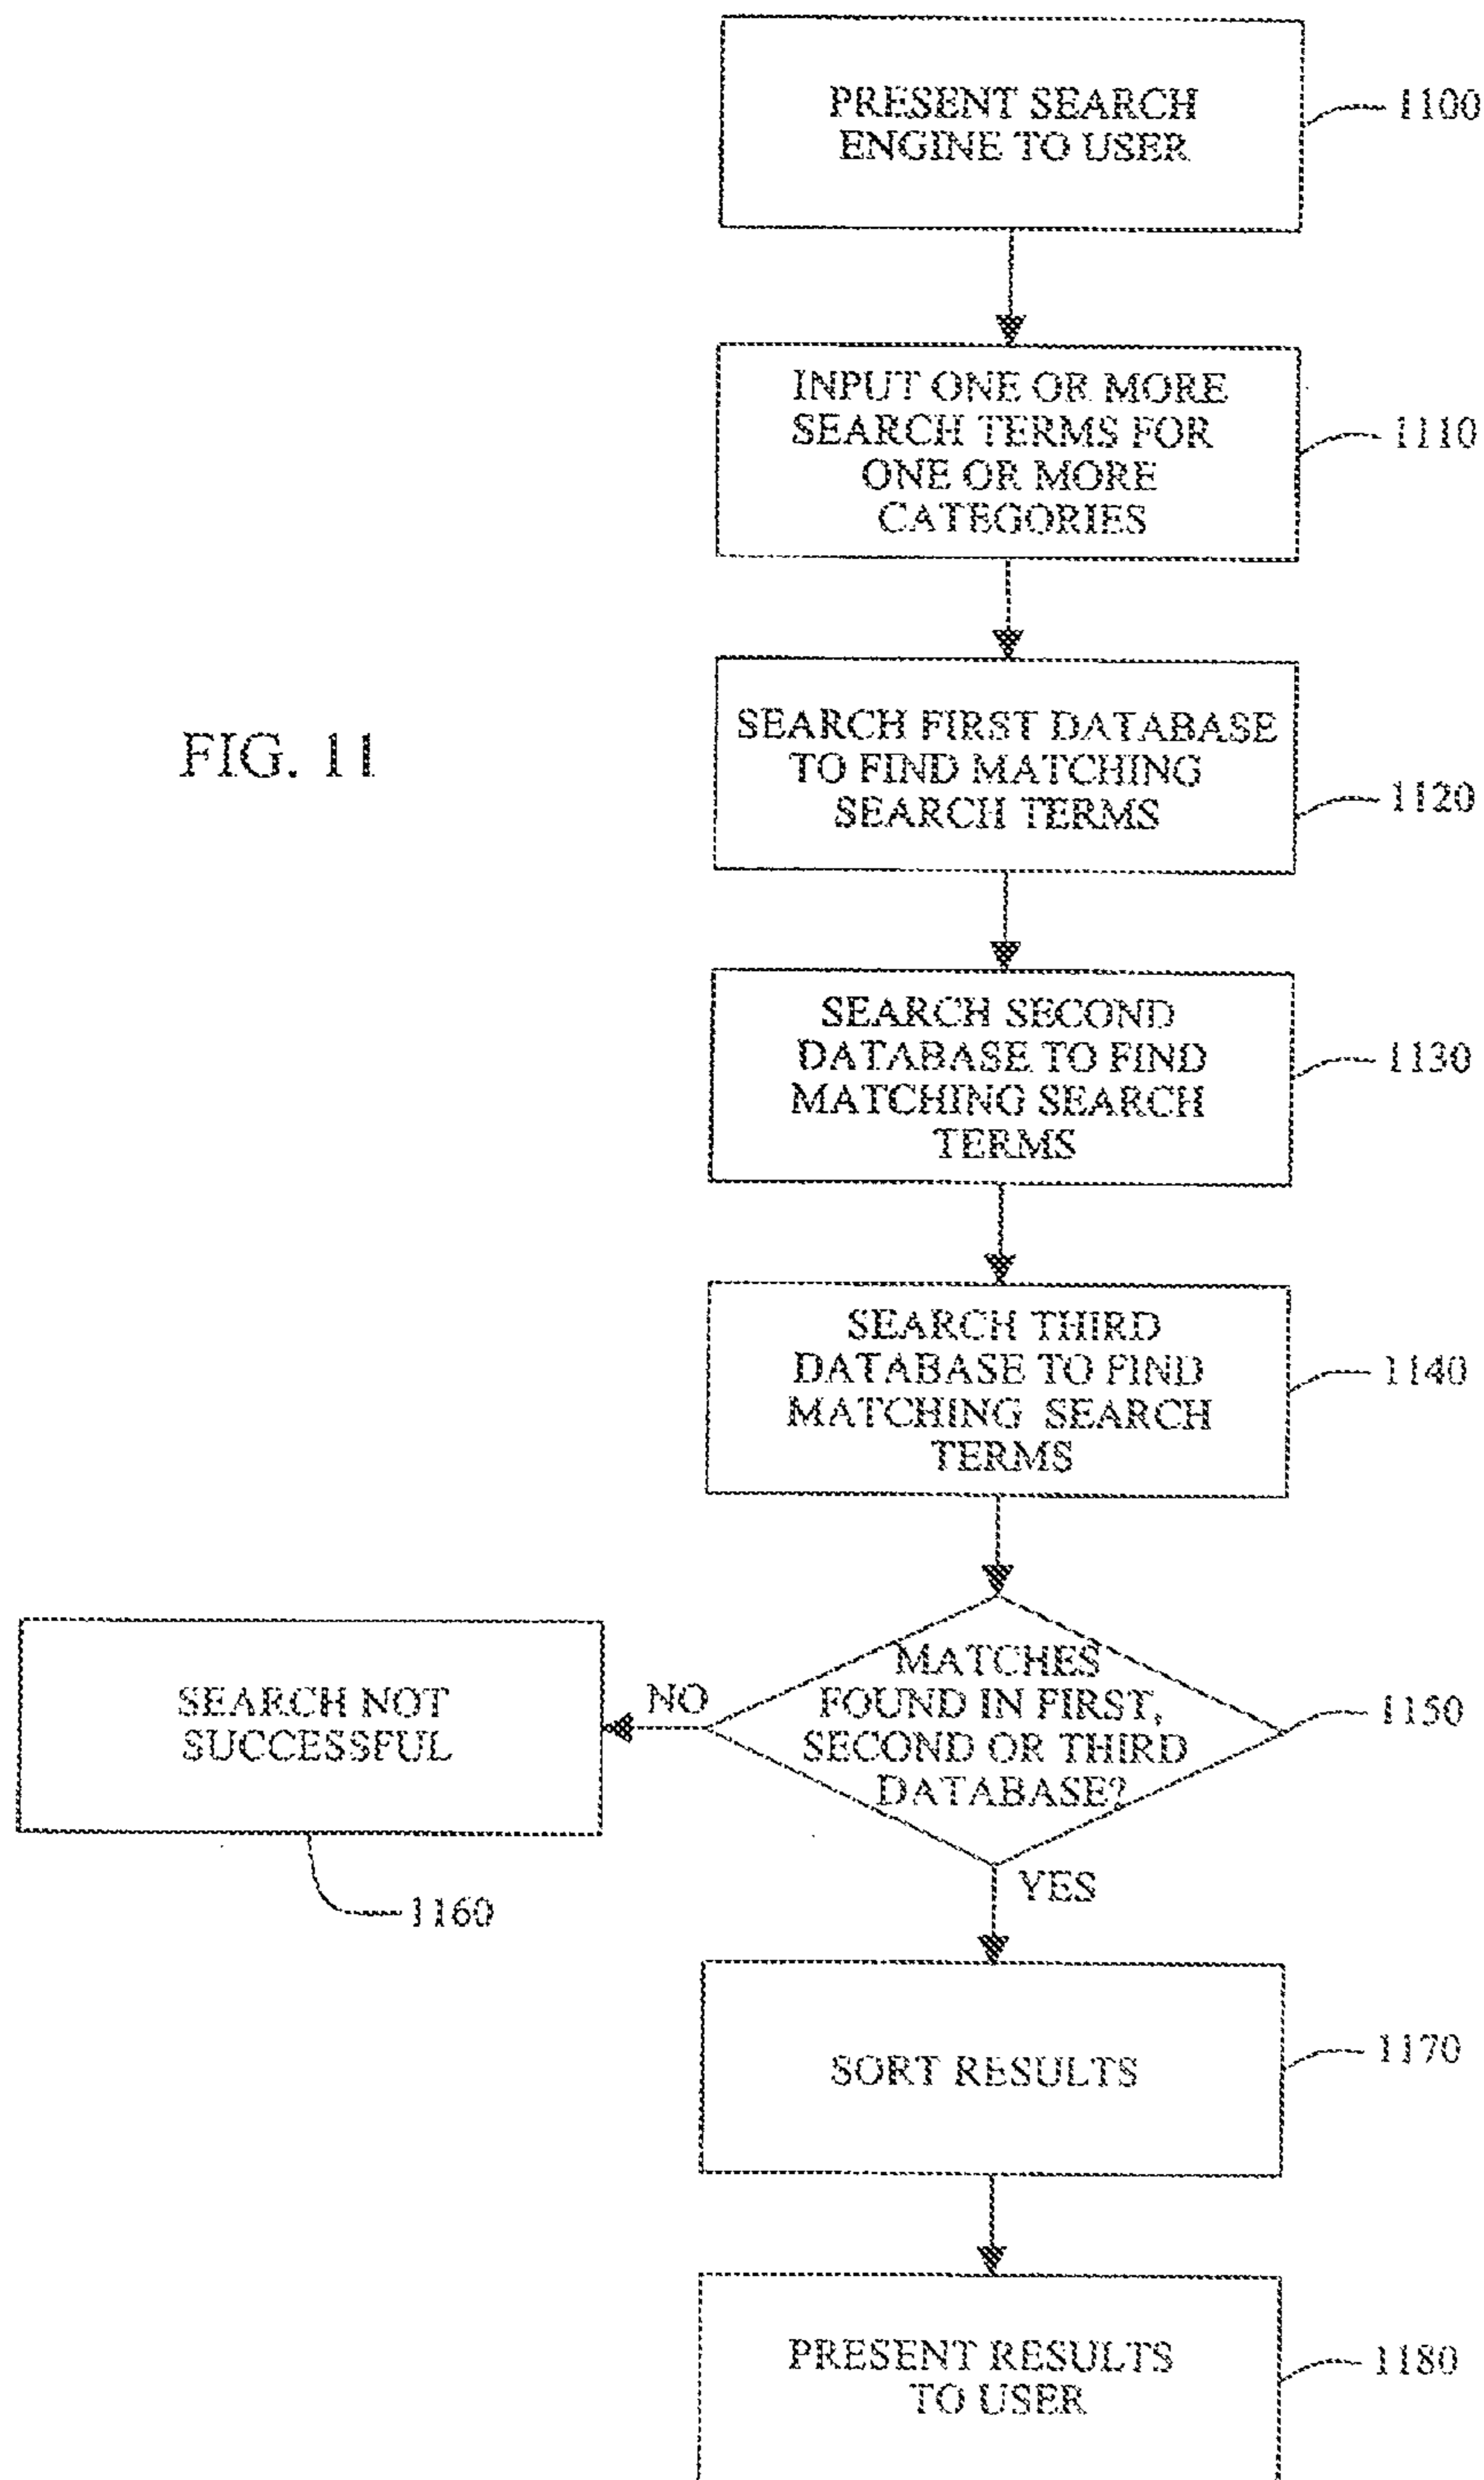 PRESENT SEARCH
ENGINE TO USER
1100
INPUT ONE OR MORE
SEARCH TERMS FOR
ONE OR MORE
CATEGORIES
1110
FIG. 11
SEARCH FIRST DATABASE
TO FIND MATCHING
SEARCH TERMS
1120
SEARCH SECOND
DATABASE TO FIND
MATCHING SEARCH
TERMS
1130
SEARCH THIRD
DATABASE TO FIND
MATCHING SEARCH
TERMS
1140
MATCHES
FOUND IN FIRST,
SECOND OR THIRD
DATABASE?
1150
NO
SEARCH NOT
SUCCESSFUL
1160
YES
SORT RESULTS
1170
PRESENT RESULTS
TO USER
1180